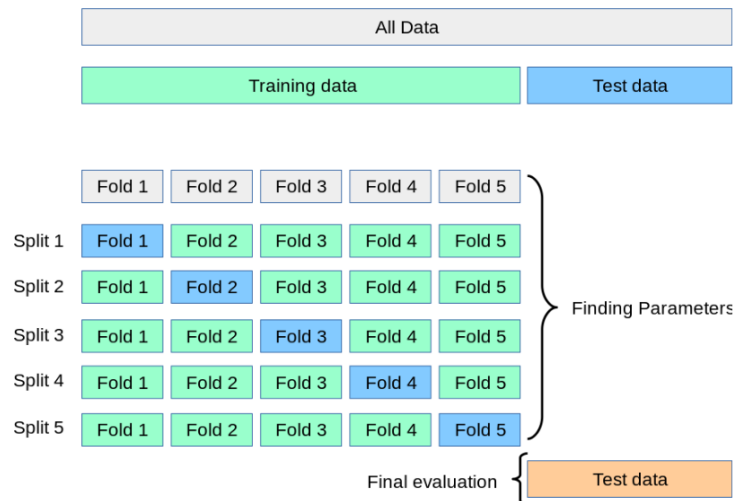 All Data
Training data Test data
Fold 1 Fold 2 Fold 3 Fold 4 Fold 5
Split 1 Fold 1 Fold 2 Fold 3 Fold 4 Fold 5
Split 2 Fold 1 Fold 2 Fold 3 Fold 4 Fold 5
Finding Parameters
Split 3 Fold 1 Fold 2 Fold 3 Fold 4 Fold 5
Split 4 Fold 1 Fold 2 Fold 3 Fold 4 Fold 5
Split 5 Fold 1 Fold 2 Fold 3 Fold 4 Fold 5
Final evaluation Test data